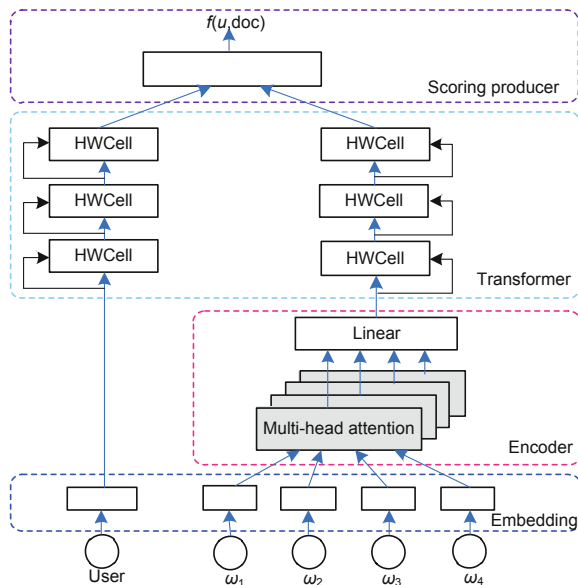 f(u,doc)
Scoring producer
HWCell HWCell
HWCell HWCell
HWCell HWCell
Transformer
Linear
Multi-head attention
Encoder
Embedding
User ω1 ω2 ω3 ω4